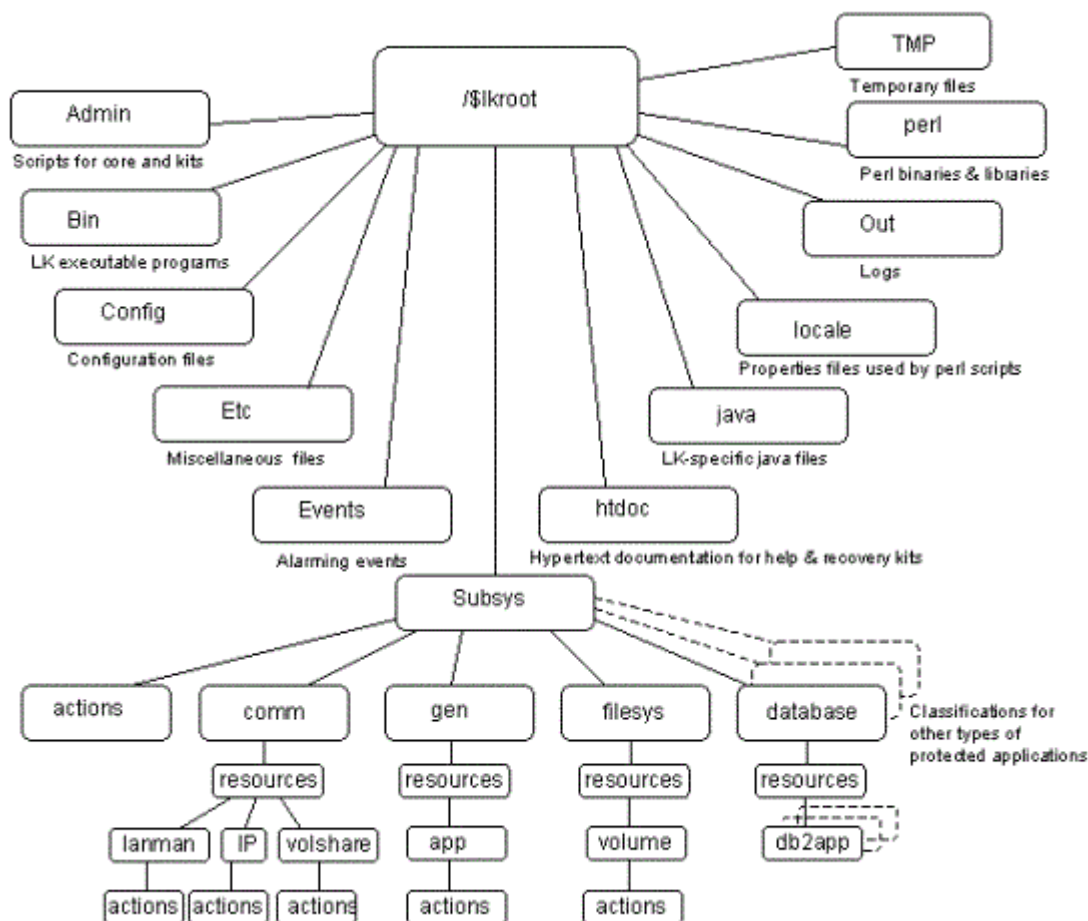 /$lkroot
TMP
Temporary files
Admin
Scripts for core and kits
perl
Perl binaries & libraries
Bin
LK executable programs
Out
Logs
Config
Configuration files
locale
Properties files used by perl scripts
Etc
Miscellaneous files
java
LK-specific java files
Events
Alarming events
htdoc
Hypertext documentation for help & recovery kits
Subsys
actions
comm
gen
filesys
database
Classifications for
other types of
protected applications
resources
resources
resources
resources
lanman
IP
volshare
app
volume
db2app
actions
actions
actions
actions
actions